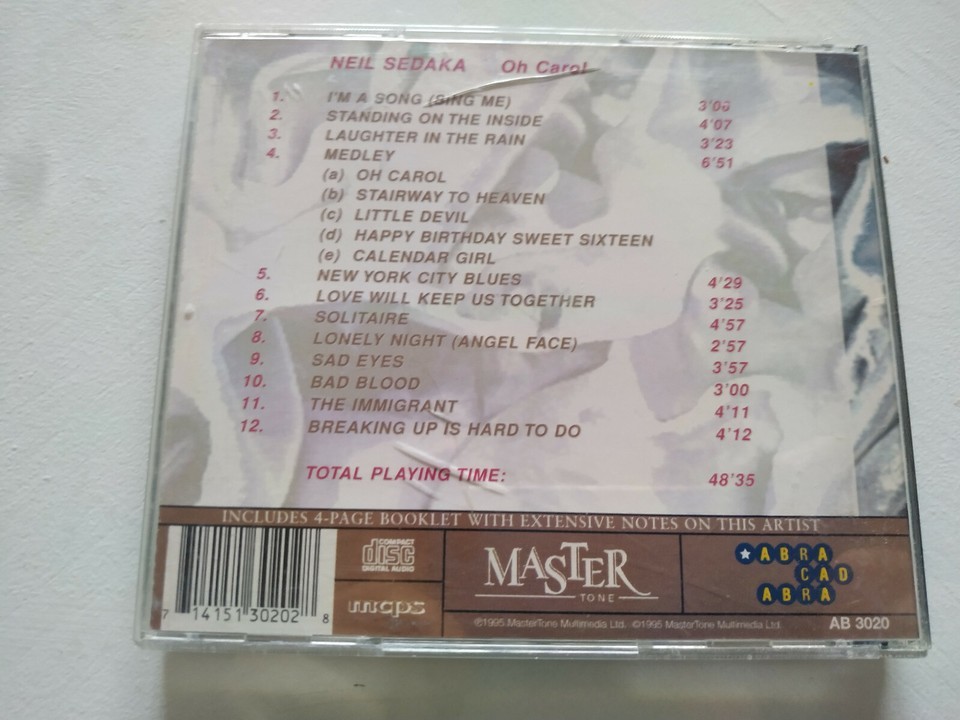 NEIL SEDAKA Oh Carol
1. I'M A SONG (SING ME) 3'06
2. STANDING ON THE INSIDE 4'07
3. LAUGHTER IN THE RAIN 3'23
4. MEDLEY 6'51
(a) OH CAROL
(b) STAIRWAY TO HEAVEN
(c) LITTLE DEVIL
(d) HAPPY BIRTHDAY SWEET SIXTEEN
(e) CALENDAR GIRL
5. NEW YORK CITY BLUES 4'29
6. LOVE WILL KEEP US TOGETHER 3'25
7. SOLITAIRE 4'57
8. LONELY NIGHT (ANGEL FACE) 2'57
9. SAD EYES 3'57
10. BAD BLOOD 3'00
11. THE IMMIGRANT 4'11
12. BREAKING UP IS HARD TO DO 4'12
TOTAL PLAYING TIME: 48'35
INCLUDES 4-PAGE BOOKLET WITH EXTENSIVE NOTES ON THIS ARTIST
7 14151 30202 8
COMPACT
disc
DIGITAL AUDIO
mcps
MASTER
TONE
ABRA
CAD
ABRA
℗1995 MasterTone Multimedia Ltd. ©1995 MasterTone Multimedia Ltd.
AB 3020